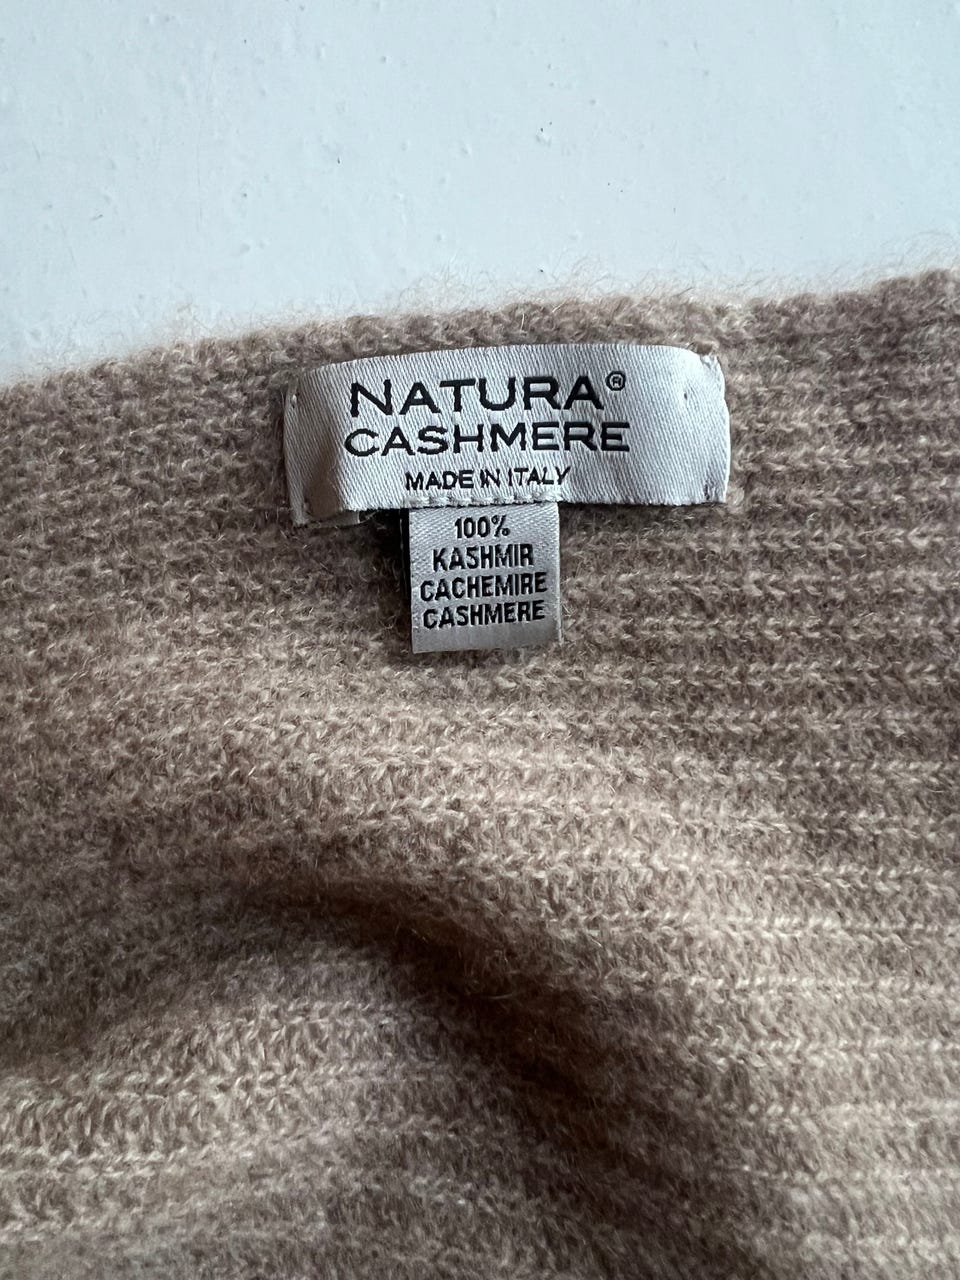 NATURA®
CASHMERE
MADE IN ITALY
100%
KASHMIR
CACHEMIRE
CASHMERE